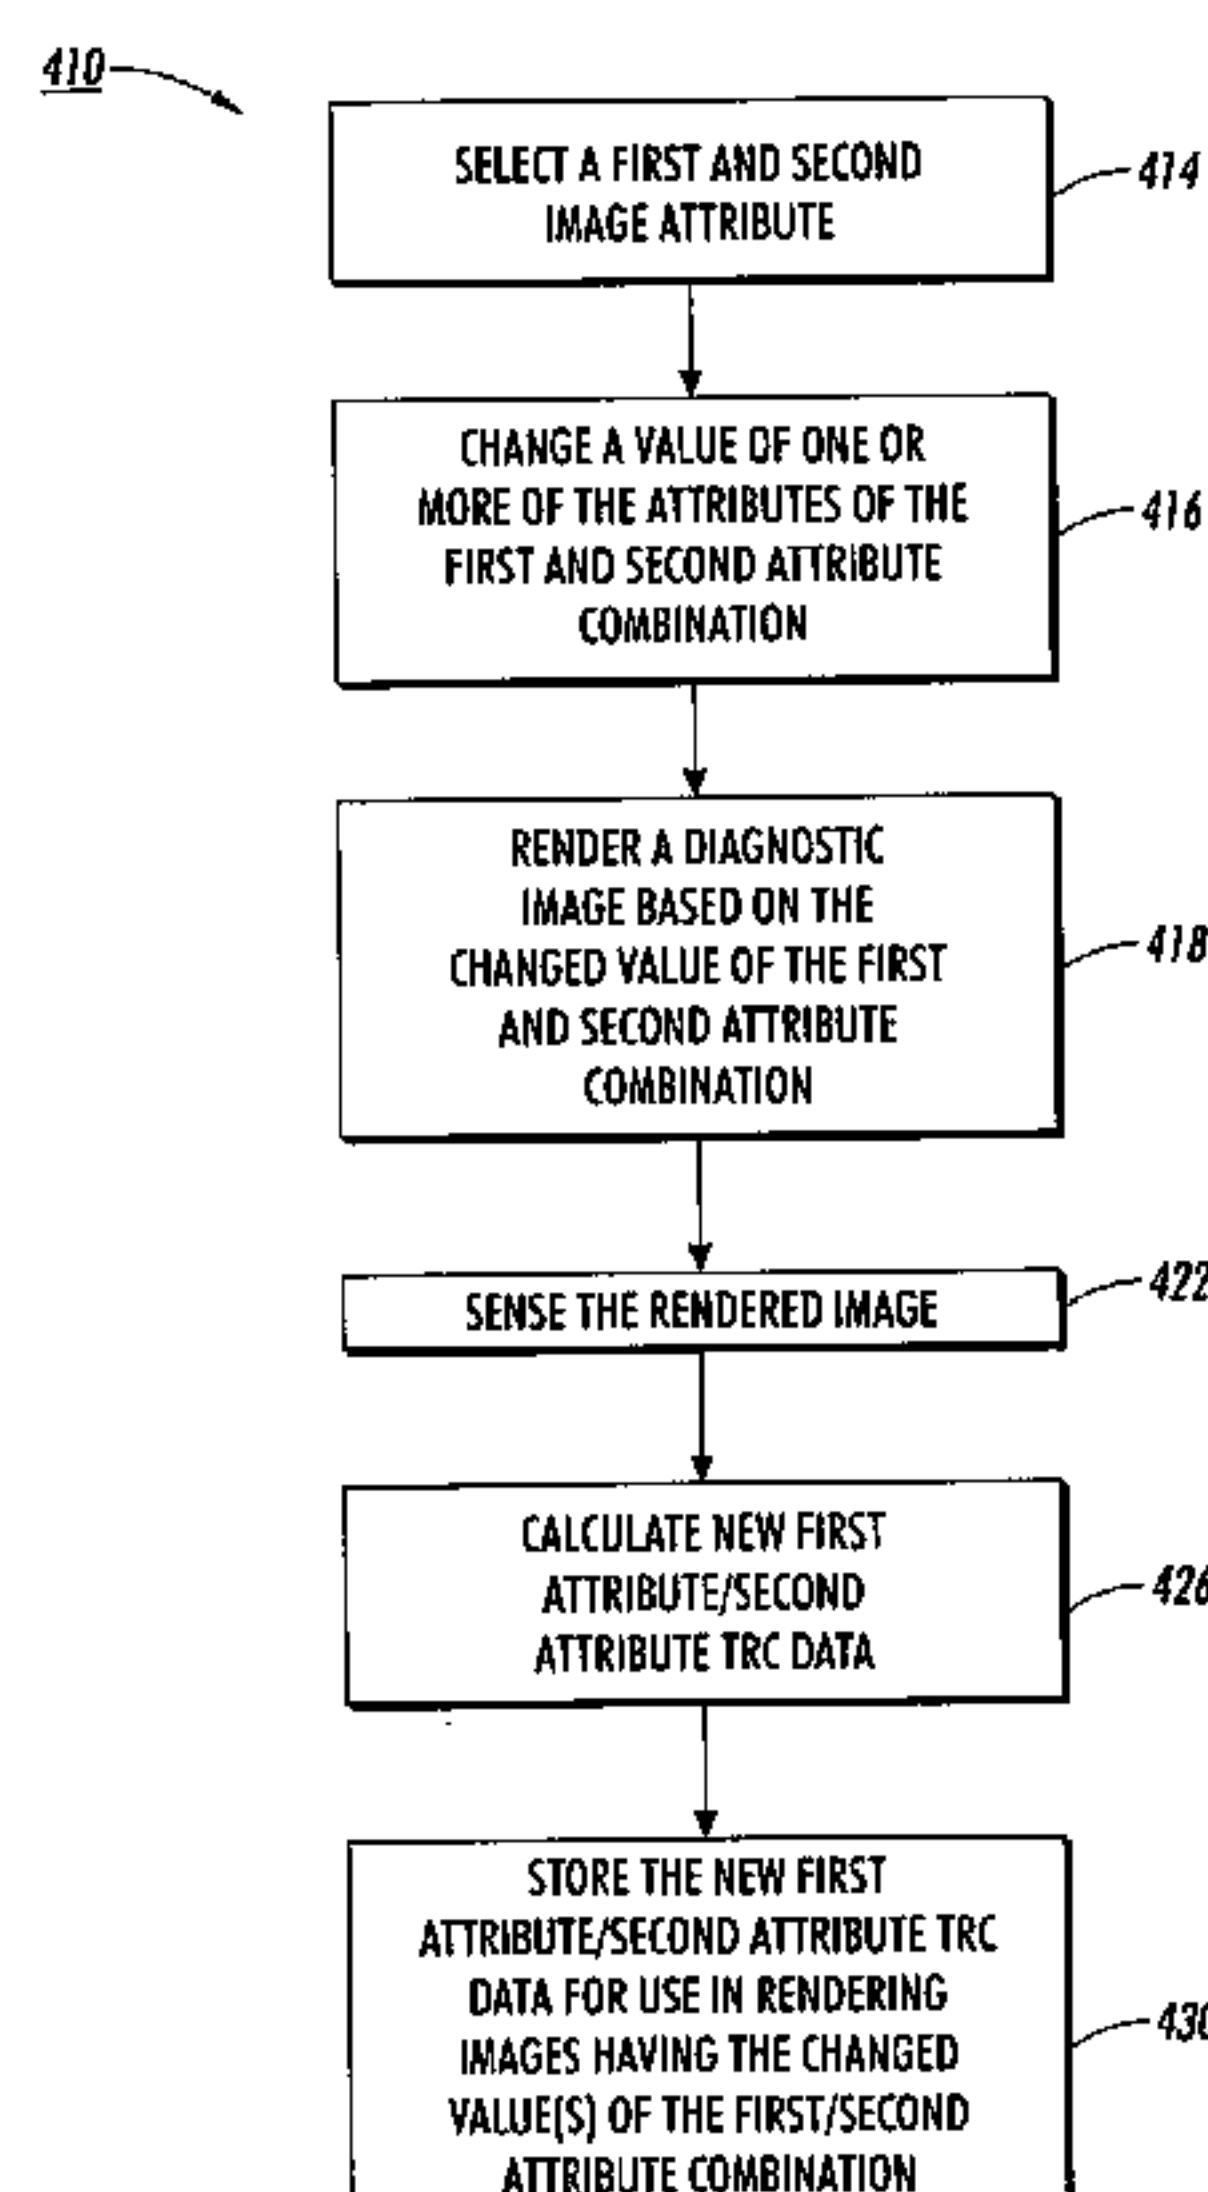 410
SELECT A FIRST AND SECOND
IMAGE ATTRIBUTE
414
CHANGE A VALUE OF ONE OR
MORE OF THE ATTRIBUTES OF THE
FIRST AND SECOND ATTRIBUTE
COMBINATION
416
RENDER A DIAGNOSTIC
IMAGE BASED ON THE
CHANGED VALUE OF THE FIRST
AND SECOND ATTRIBUTE
COMBINATION
418
SENSE THE RENDERED IMAGE
422
CALCULATE NEW FIRST
ATTRIBUTE/SECOND
ATTRIBUTE TRC DATA
426
STORE THE NEW FIRST
ATTRIBUTE/SECOND ATTRIBUTE TRC
DATA FOR USE IN RENDERING
IMAGES HAVING THE CHANGED
VALUE(S) OF THE FIRST/SECOND
ATTRIBUTE COMBINATION
430